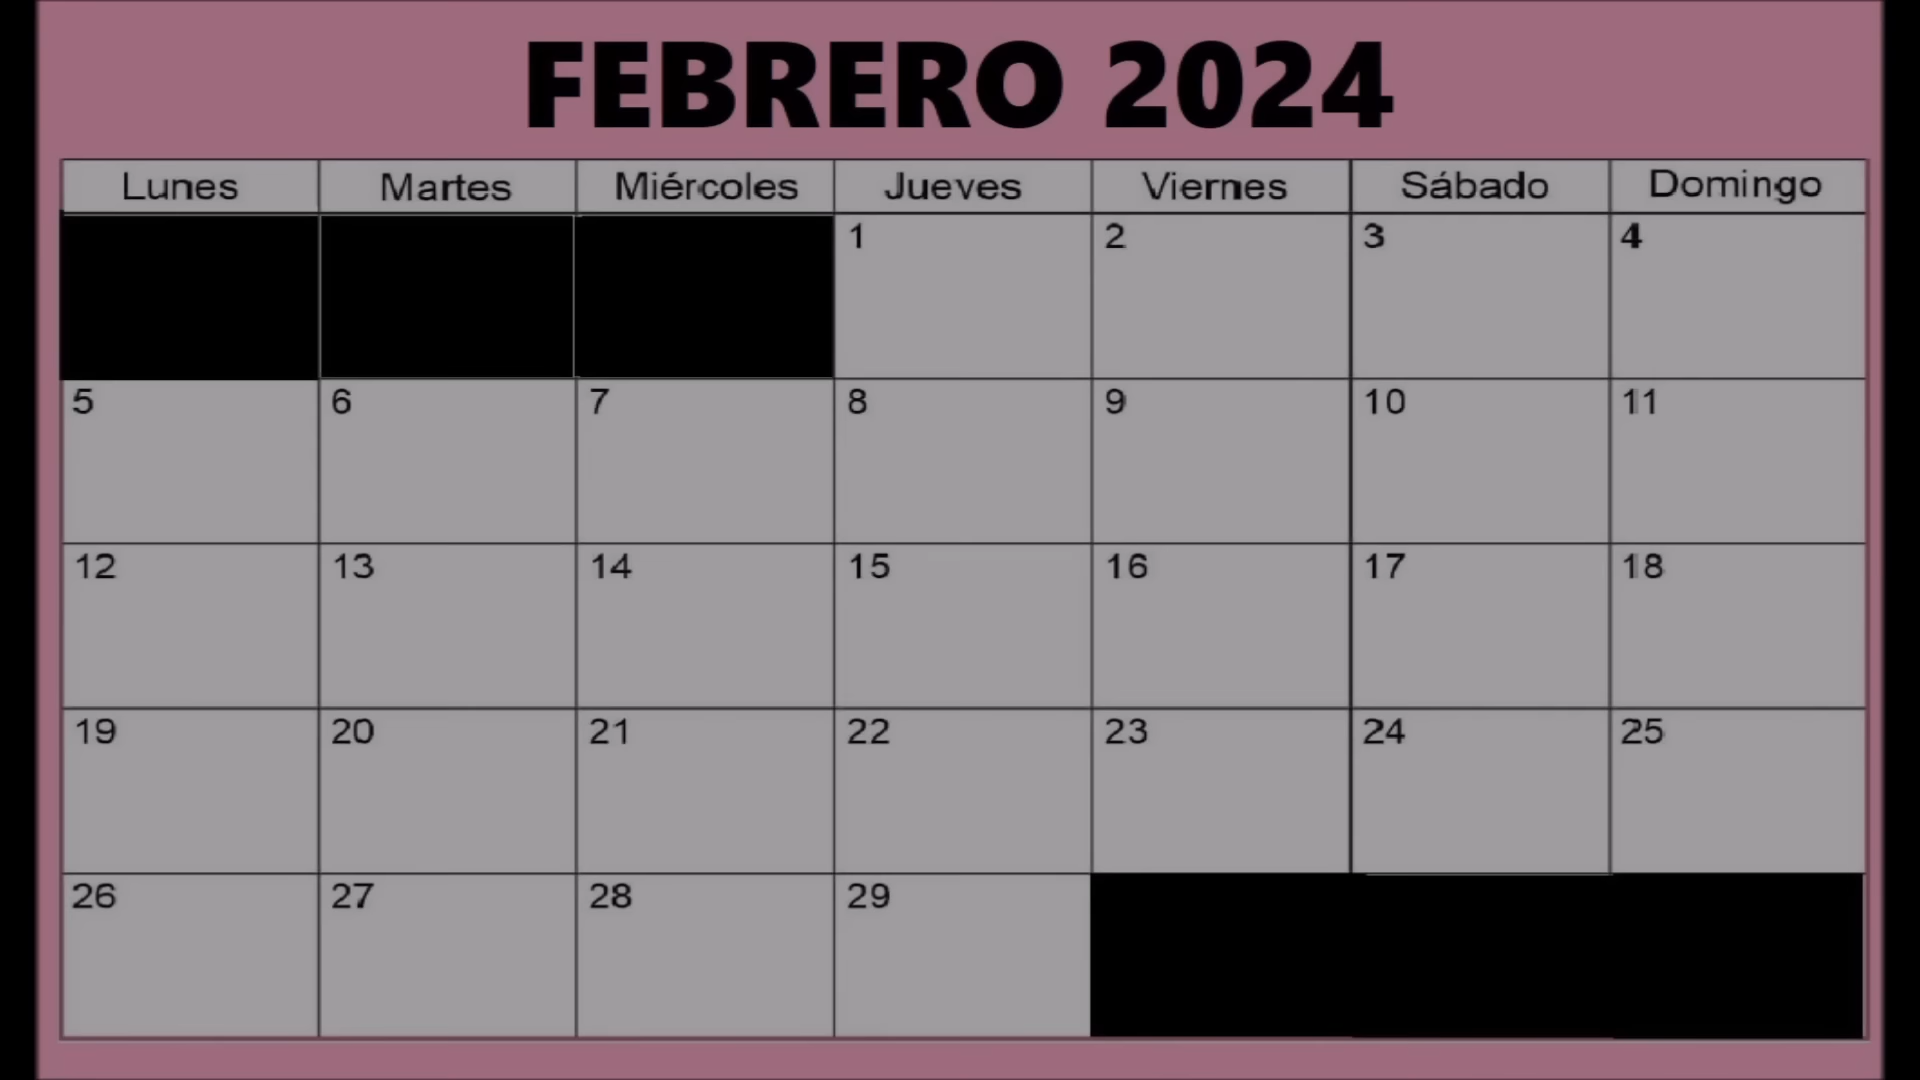 FEBRERO 2024
Lunes Martes Miércoles Jueves Viernes Sábado Domingo
1 2 3 4
5 6 7 8 9 10 11
12 13 14 15 16 17 18
19 20 21 22 23 24 25
26 27 28 29